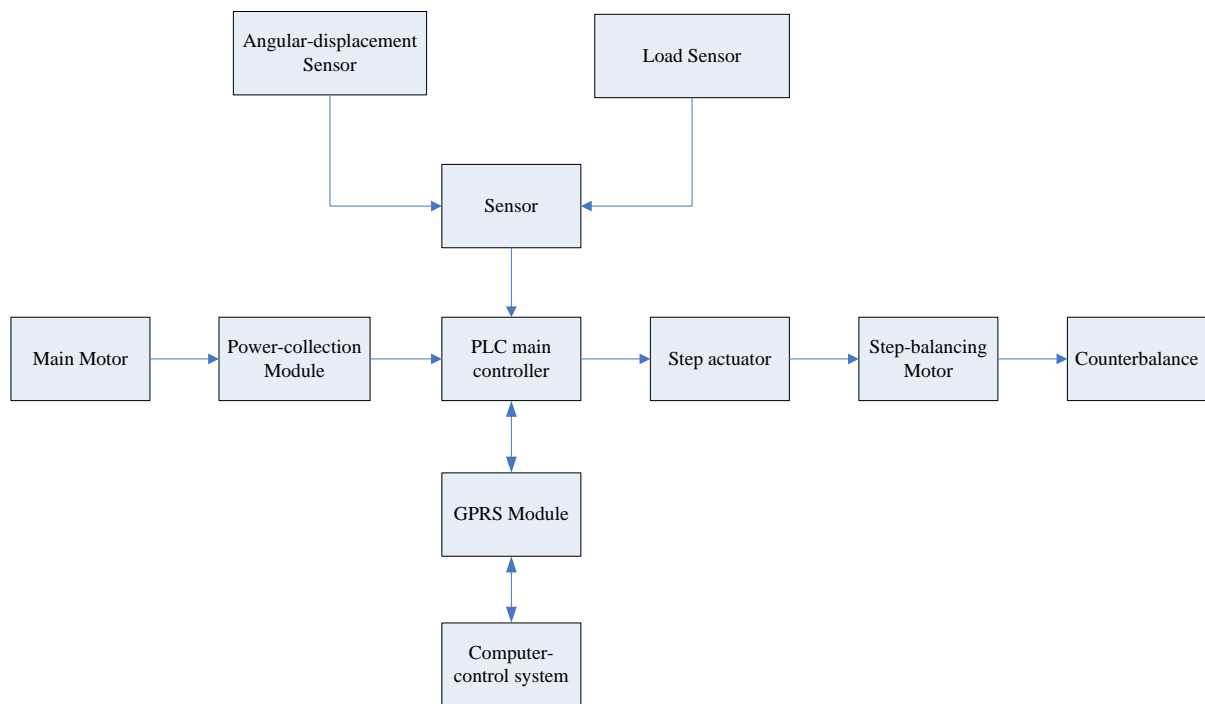 Angular-displacement
Sensor
Load Sensor
Sensor
Main Motor
Power-collection
Module
PLC main
controller
Step actuator
Step-balancing
Motor
Counterbalance
GPRS Module
Computer-
control system